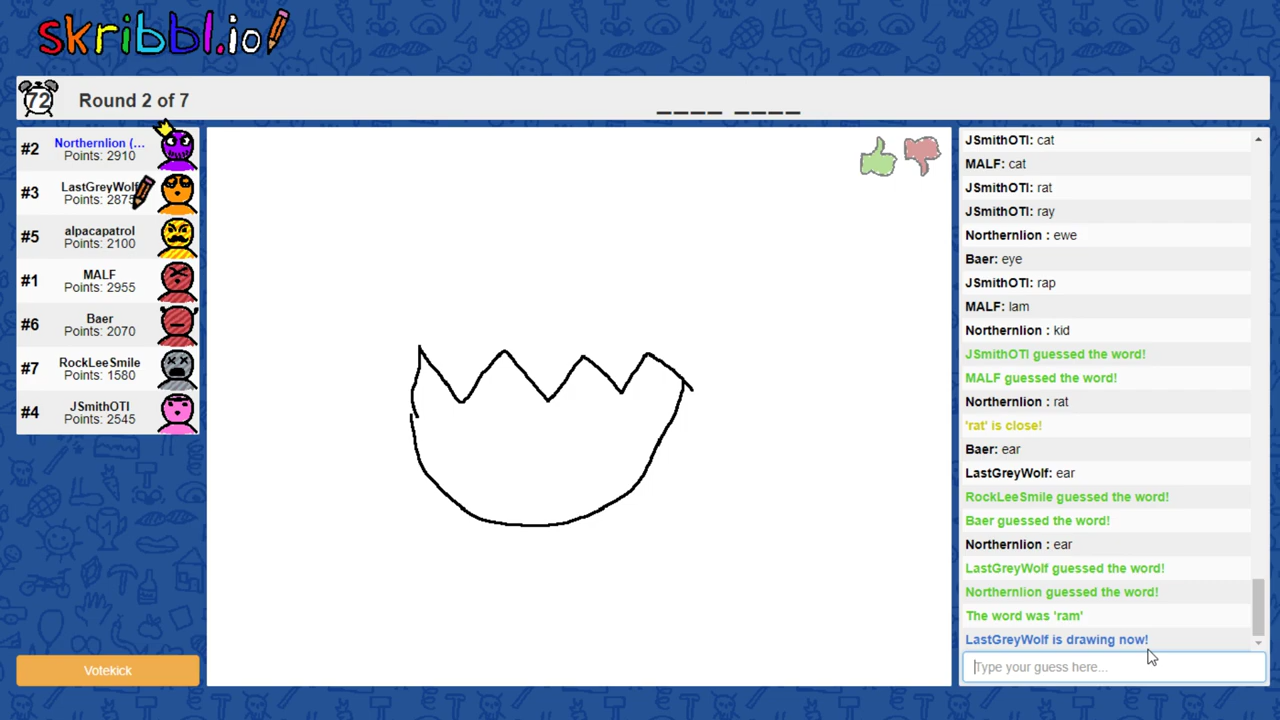 skribbl.io
72
Round 2 of 7
____ ____
#2
Northernlion (...
Points: 2910
#3
LastGreyWolf
Points: 2875
#5
alpacapatrol
Points: 2100
#1
MALF
Points: 2955
#6
Baer
Points: 2070
#7
RockLeeSmile
Points: 1580
#4
JSmithOTI
Points: 2545
Votekick
JSmithOTI: cat
MALF: cat
JSmithOTI: rat
JSmithOTI: ray
Northernlion : ewe
Baer: eye
JSmithOTI: rap
MALF: lam
Northernlion : kid
JSmithOTI guessed the word!
MALF guessed the word!
Northernlion : rat
'rat' is close!
Baer: ear
LastGreyWolf: ear
RockLeeSmile guessed the word!
Baer guessed the word!
Northernlion : ear
LastGreyWolf guessed the word!
Northernlion guessed the word!
The word was 'ram'
LastGreyWolf is drawing now!
Type your guess here...